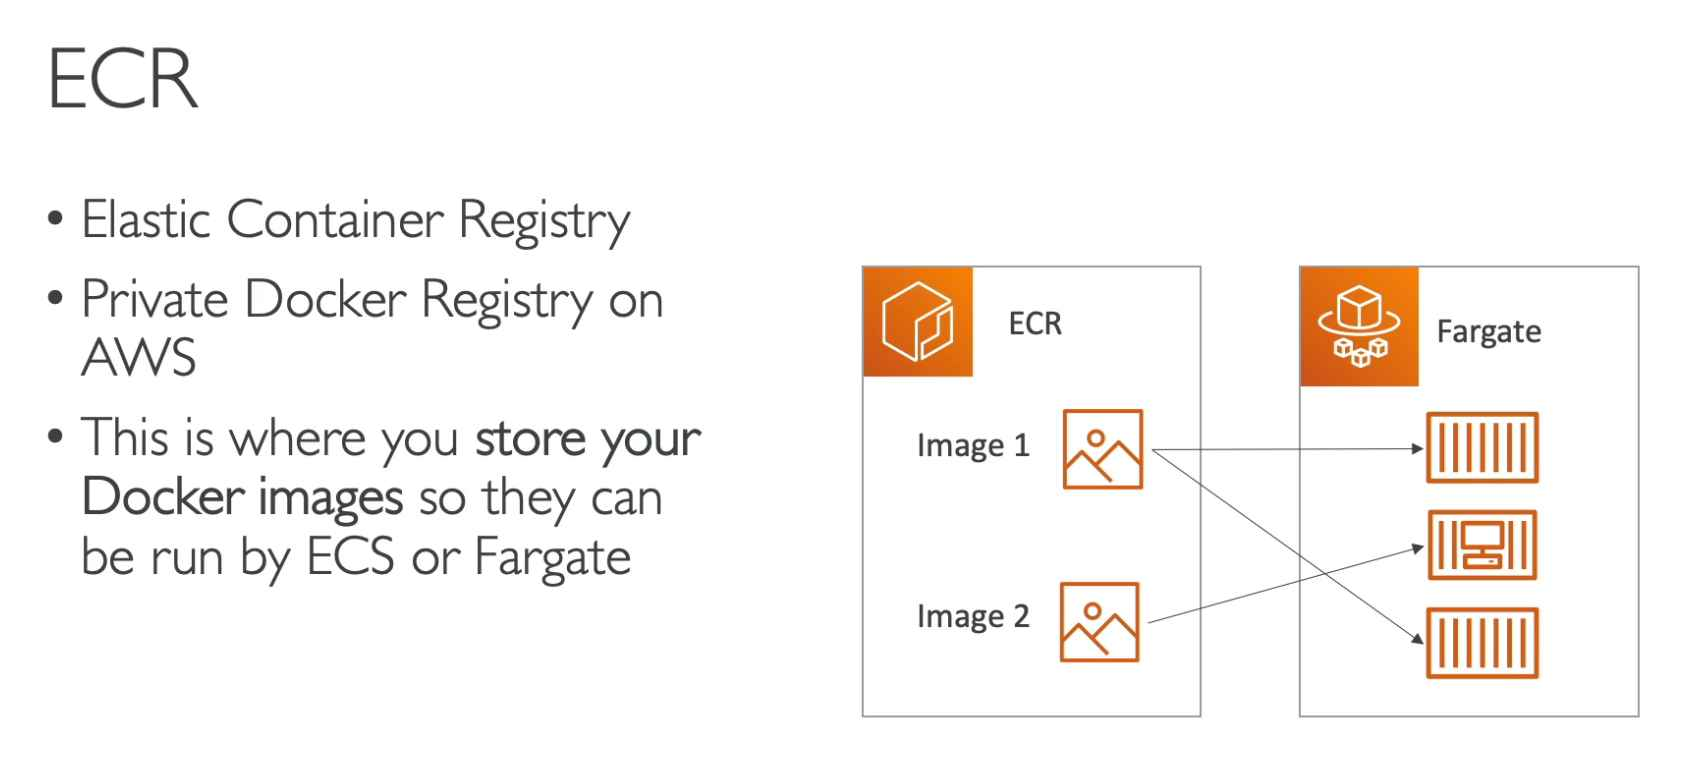 ECR
• Elastic Container Registry
• Private Docker Registry on
AWS
• This is where you store your
Docker images so they can
be run by ECS or Fargate
ECR
Image 1
Image 2
Fargate